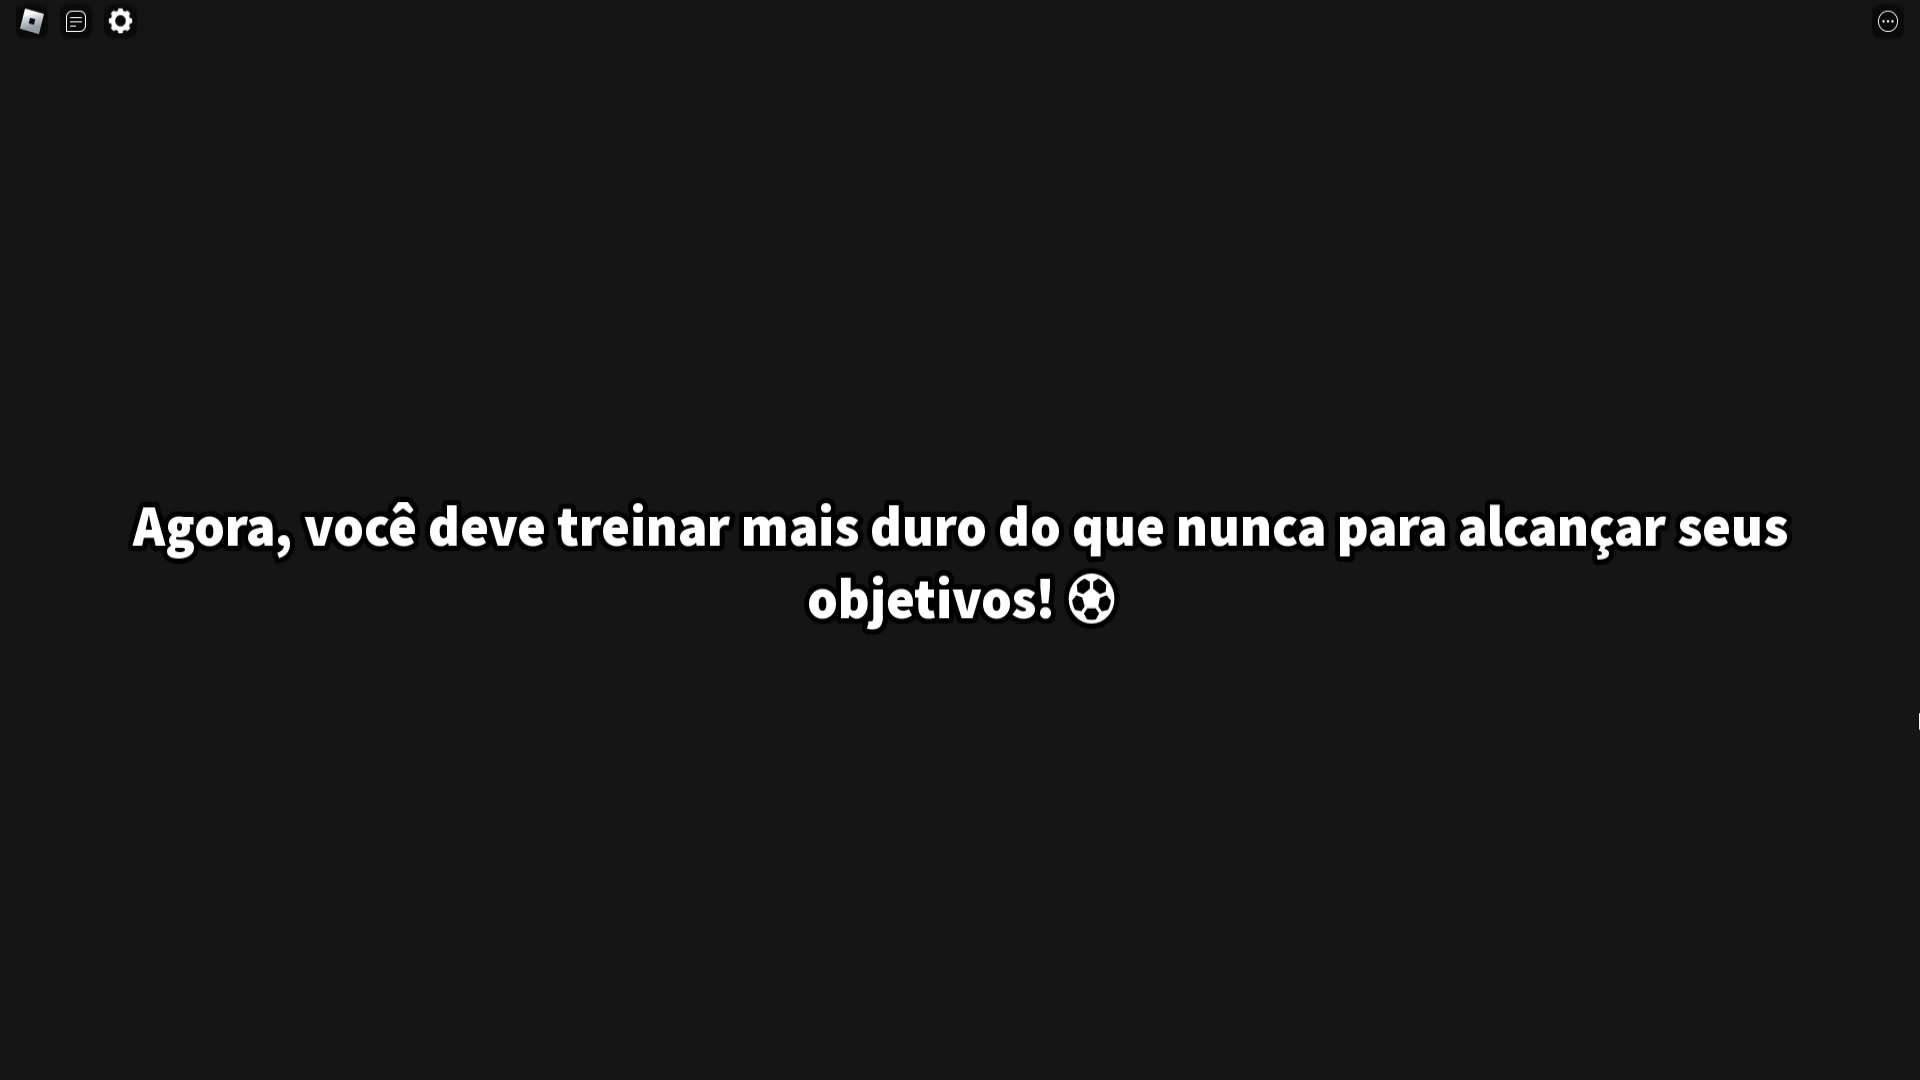 Agora, você deve treinar mais duro do que nunca para alcançar seus
objetivos! ⚽